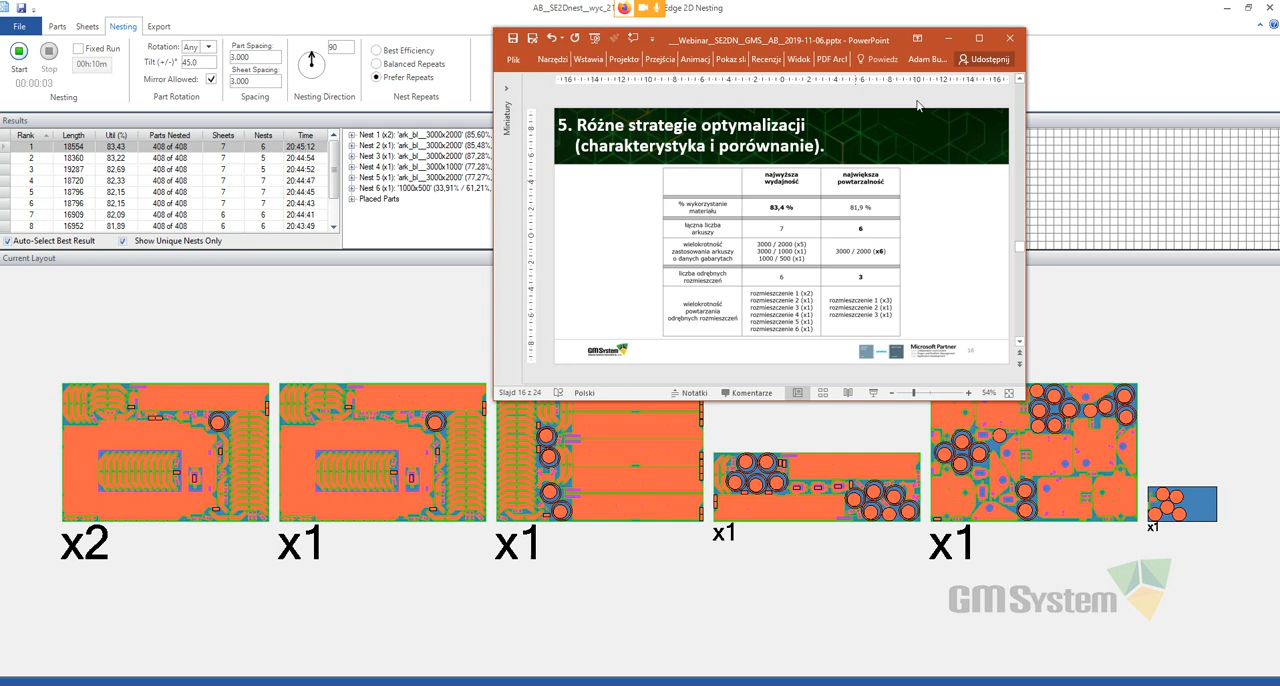 AB__SE2Dnest__wyc_21
Edge 2D Nesting
File Parts Sheets Nesting Export
Start
Stop
00:00:03
Fixed Run
00h:10m
Nesting
Rotation: Any
Tilt (+/-)° 45.0
Mirror Allowed:
Part Rotation
Part Spacing:
3.000
Sheet Spacing:
3.000
Spacing
90
Nesting Direction
Best Efficiency
Balanced Repeats
Prefer Repeats
Nest Repeats
Results
Rank Length Util (%) Parts Nested Sheets Nests Time
1 18554 83,43 408 of 408 7 6 20:45:12
2 18360 83,22 408 of 408 7 5 20:44:54
3 19287 82,69 408 of 408 7 5 20:44:52
4 18720 82,33 408 of 408 7 7 20:44:47
5 18796 82,15 408 of 408 7 7 20:44:45
6 18796 82,15 408 of 408 7 7 20:44:43
7 16909 82,09 408 of 408 6 6 20:44:41
8 16952 81,89 408 of 408 6 6 20:43:49
Auto-Select Best Result Show Unique Nests Only
Nest 1 (x2): 'ark_bl__3000x2000' (85,60%,
Nest 2 (x1): 'ark_bl__3000x2000' (85,48%,
Nest 3 (x1): 'ark_bl__3000x2000' (87,28%,
Nest 4 (x1): 'ark_bl__3000x1000' (77,28%,
Nest 5 (x1): 'ark_bl__3000x2000' (77,27%,
Nest 6 (x1): '1000x500' (33,91% / 61,21%,
Placed Parts
Current Layout
___Webinar__SE2DN__GMS__AB__2019-11-06.pptx - PowerPoint
Plik Narzędzi Wstawia Projekto Przejścia Animacj Pokaz sli Recenzja Widok PDF Arcl Powiedz Adam Bu... Udostępnij
Miniatury
5. Różne strategie optymalizacji
(charakterystyka i porównanie).
najwyższa
wydajność
największa
powtarzalność
% wykorzystanie
materiału
83,4 %
81,9 %
łączna liczba
arkuszy
7
6
wielokrotność
zastosowania arkuszy
o danych gabarytach
3000 / 2000 (x5)
3000 / 1000 (x1)
1000 / 500 (x1)
3000 / 2000 (x6)
liczba odrębnych
rozmieszczeń
6
3
wielokrotność
powtarzania
odrębnych rozmieszczeń
rozmieszczenie 1 (x2)
rozmieszczenie 2 (x1)
rozmieszczenie 3 (x1)
rozmieszczenie 4 (x1)
rozmieszczenie 5 (x1)
rozmieszczenie 6 (x1)
rozmieszczenie 1 (x3)
rozmieszczenie 2 (x1)
rozmieszczenie 3 (x1)
GMSystem
Microsoft Partner
16
Slajd 16 z 24 Polski Notatki Komentarze 54%
x2
x1
x1
x1
x1
x1
GMSystem